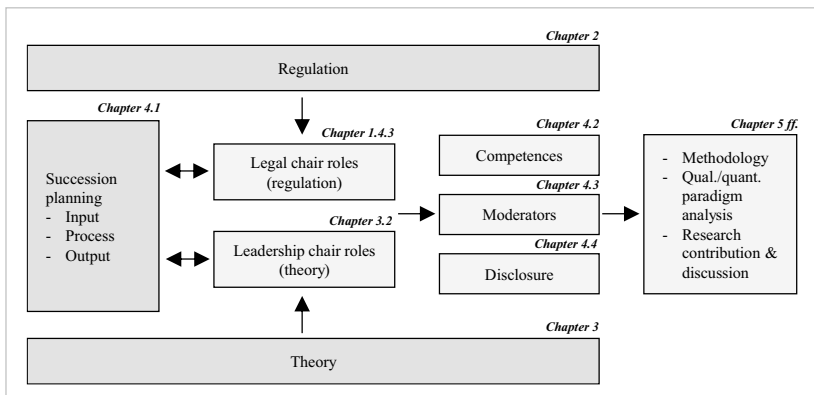 Chapter 2
Regulation
Chapter 4.1
Succession
planning
- Input
- Process
- Output
Chapter 1.4.3
Legal chair roles
(regulation)
Chapter 3.2
Leadership chair roles
(theory)
Chapter 4.2
Competences
Chapter 4.3
Moderators
Chapter 4.4
Disclosure
Chapter 5 ff.
- Methodology
- Qual./quant.
paradigm
analysis
- Research
contribution &
discussion
Chapter 3
Theory